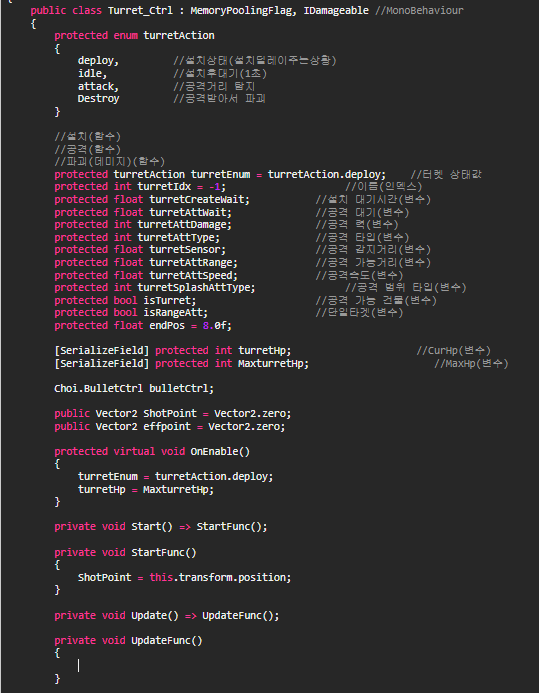 public class Turret_Ctrl : MemoryPoolingFlag, IDamageable //MonoBehaviour
{
protected enum turretAction
{
deploy, //설치상태(설치딜레이주는상황)
idle, //설치후대기(1초)
attack, //공격거리 탐지
Destroy //공격받아서 파괴
}
//설치(함수)
//공격(함수)
//파괴(데미지)(함수)
protected turretAction turretEnum = turretAction.deploy; //터렛 상태값
protected int turretIdx = -1; //이름(인덱스)
protected float turretCreateWait; //설치 대기시간(변수)
protected float turretAttWait; //공격 대기(변수)
protected int turretAttDamage; //공격 력(변수)
protected int turretAttType; //공격 타입(변수)
protected float turretSensor; //공격 감지거리(변수)
protected float turretAttRange; //공격 가능거리(변수)
protected float turretAttSpeed; //공격속도(변수)
protected int turretSplashAttType; //공격 범위 타입(변수)
protected bool isTurret; //공격 가능 건물(변수)
protected bool isRangeAtt; //단일타겟(변수)
protected float endPos = 8.0f;
[SerializeField] protected int turretHp; //CurHp(변수)
[SerializeField] protected int MaxturretHp; //MaxHp(변수)
Choi.BulletCtrl bulletCtrl;
public Vector2 ShotPoint = Vector2.zero;
public Vector2 effpoint = Vector2.zero;
protected virtual void OnEnable()
{
turretEnum = turretAction.deploy;
turretHp = MaxturretHp;
}
private void Start() => StartFunc();
private void StartFunc()
{
ShotPoint = this.transform.position;
}
private void Update() => UpdateFunc();
private void UpdateFunc()
{
}